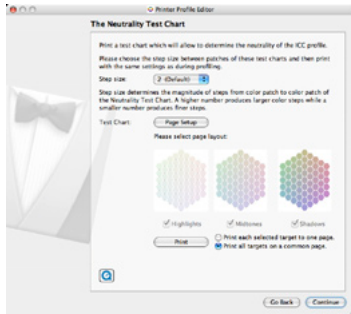 Printer Profile Editor
The Neutrality Test Chart
Print a test chart which will allow to determine the neutrality of the ICC profile.
Please choose the step size between patches of these test charts and then print
with the same settings as during profiling.
Step size: 2 (Default)
Step size determines the magnitude of steps from color patch to color patch of
the Neutrality Test Chart. A higher number produces larger color steps while a
smaller number produces finer steps.
Test Chart: Page Setup
Please select page layout:
Highlights Midtones Shadows
Print each selected target to one page.
Print Print all targets on a common page.
Go Back Continue